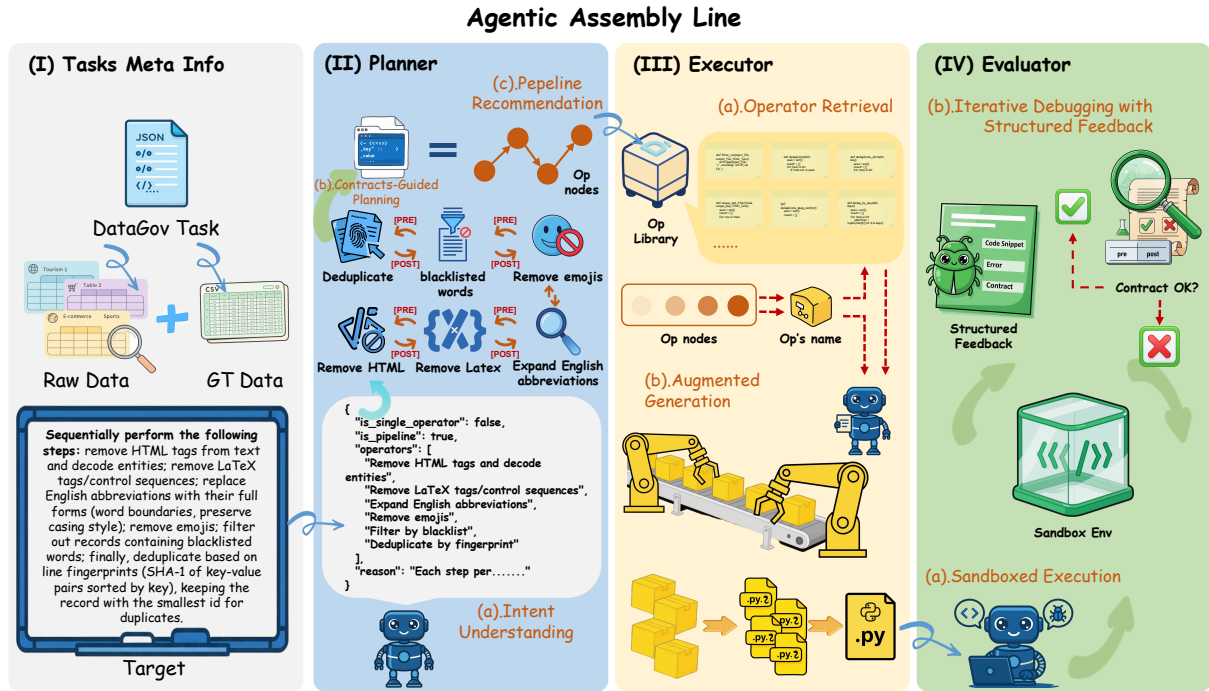 Agentic Assembly Line
(I) Tasks Meta Info
JSON
DataGov Task
Tourism 1
Table 2
E-commerce
Sports
CSV
Raw Data
GT Data
Sequentially perform the following
steps: remove HTML tags from text
and decode entities; remove LaTeX
tags/control sequences; replace
English abbreviations with their full
forms (word boundaries, preserve
casing style); remove emojis; filter
out records containing blacklisted
words; finally, deduplicate based on
line fingerprints (SHA-1 of key-value
pairs sorted by key), keeping the
record with the smallest id for
duplicates.
Target
(II) Planner
(c).Pepeline
Recommendation
=
Op
nodes
(b).Contracts-Guided
Planning
[PRE]
[PRE]
[POST]
[POST]
Deduplicate
blacklisted
words
Remove emojis
[PRE]
[PRE]
[POST]
[POST]
Remove HTML
Remove Latex
Expand English
abbreviations
{
"is_single_operator": false,
"is_pipeline": true,
"operators": [
"Remove HTML tags and decode
entities",
"Remove LaTeX tags/control sequences",
"Expand English abbreviations",
"Remove emojis",
"Filter by blacklist",
"Deduplicate by fingerprint"
],
"reason": "Each step per......."
}
(a).Intent
Understanding
(III) Executor
(a).Operator Retrieval
Op
Library
......
Op nodes
Op's name
(b).Augmented
Generation
.py
(IV) Evaluator
(b).Iterative Debugging with
Structured Feedback
Code Snippet
Error
Contract
Structured
Feedback
pre
post
Contract OK?
Sandbox Env
(a).Sandboxed Execution